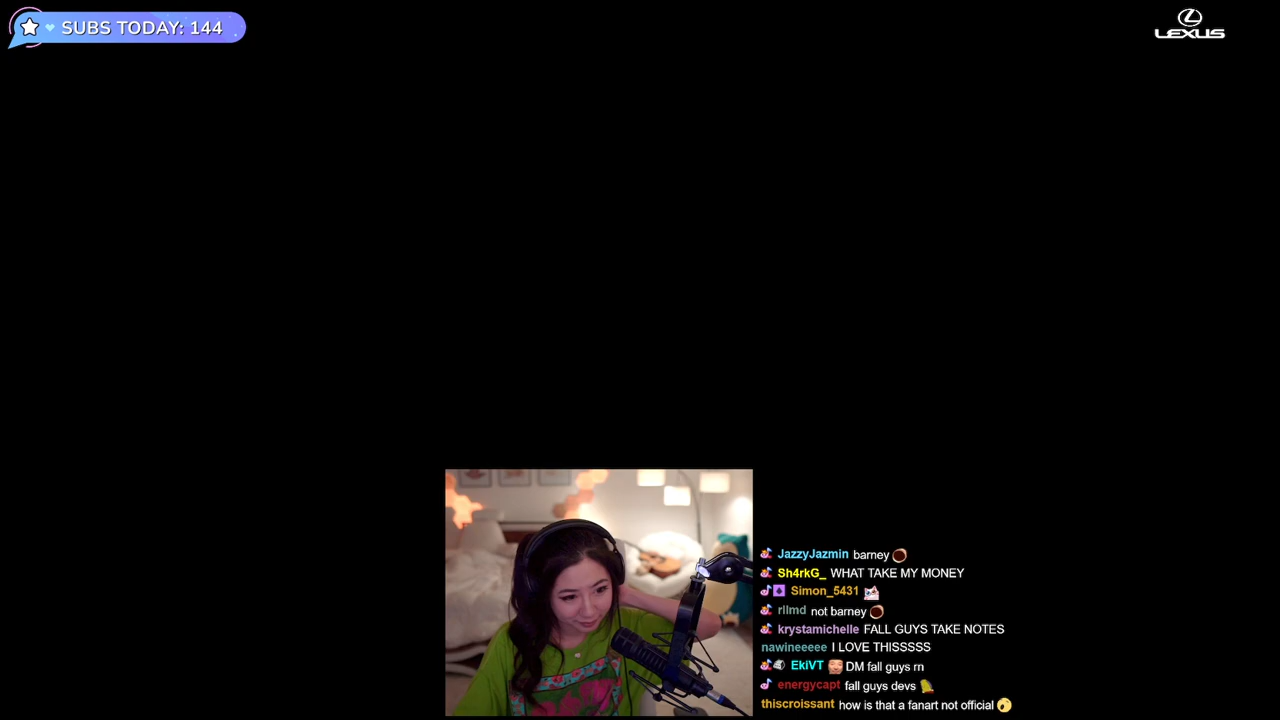 SUBS TODAY: 144
LEXUS
JazzyJazmin barney
Sh4rkG_ WHAT TAKE MY MONEY
Simon_5431
rllmd not barney
krystamichelle FALL GUYS TAKE NOTES
nawineeeee I LOVE THISSSSS
EkiVT DM fall guys rn
energycapt fall guys devs
thiscroissant how is that a fanart not official